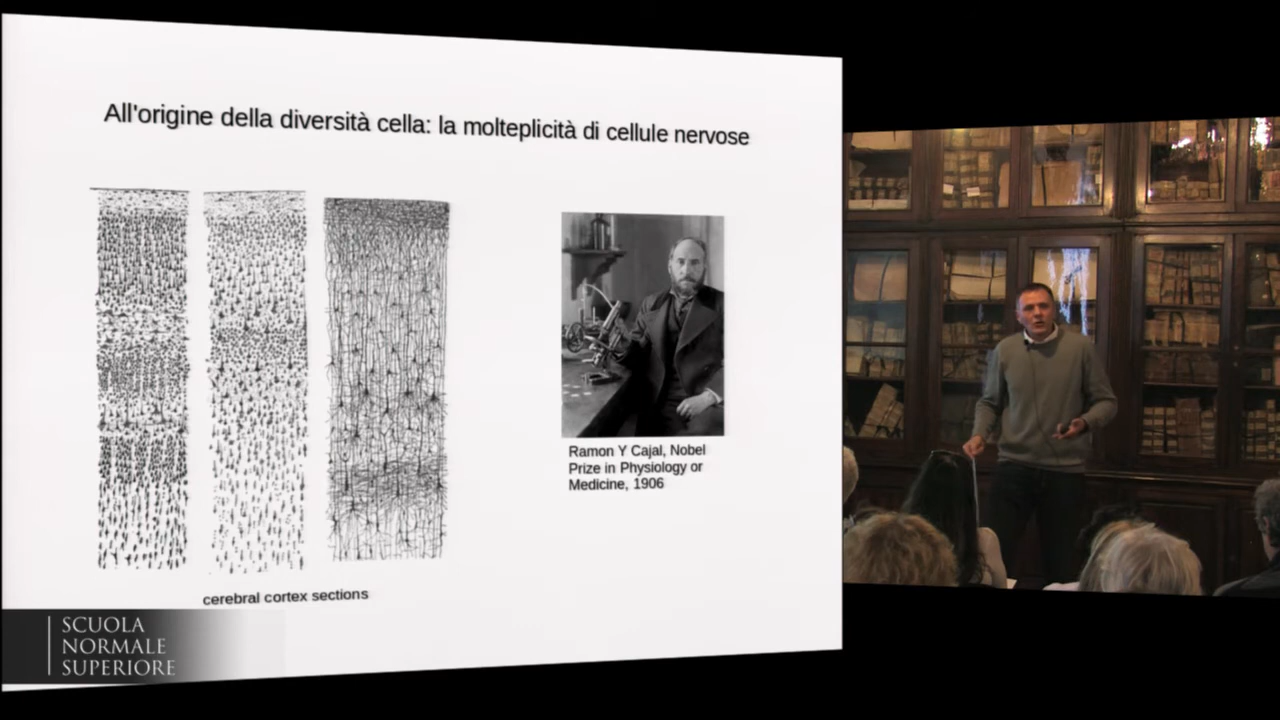 All'origine della diversità cella: la molteplicità di cellule nervose
Ramon Y Cajal, Nobel
Prize in Physiology or
Medicine, 1906
cerebral cortex sections
SCUOLA
NORMALE
SUPERIORE